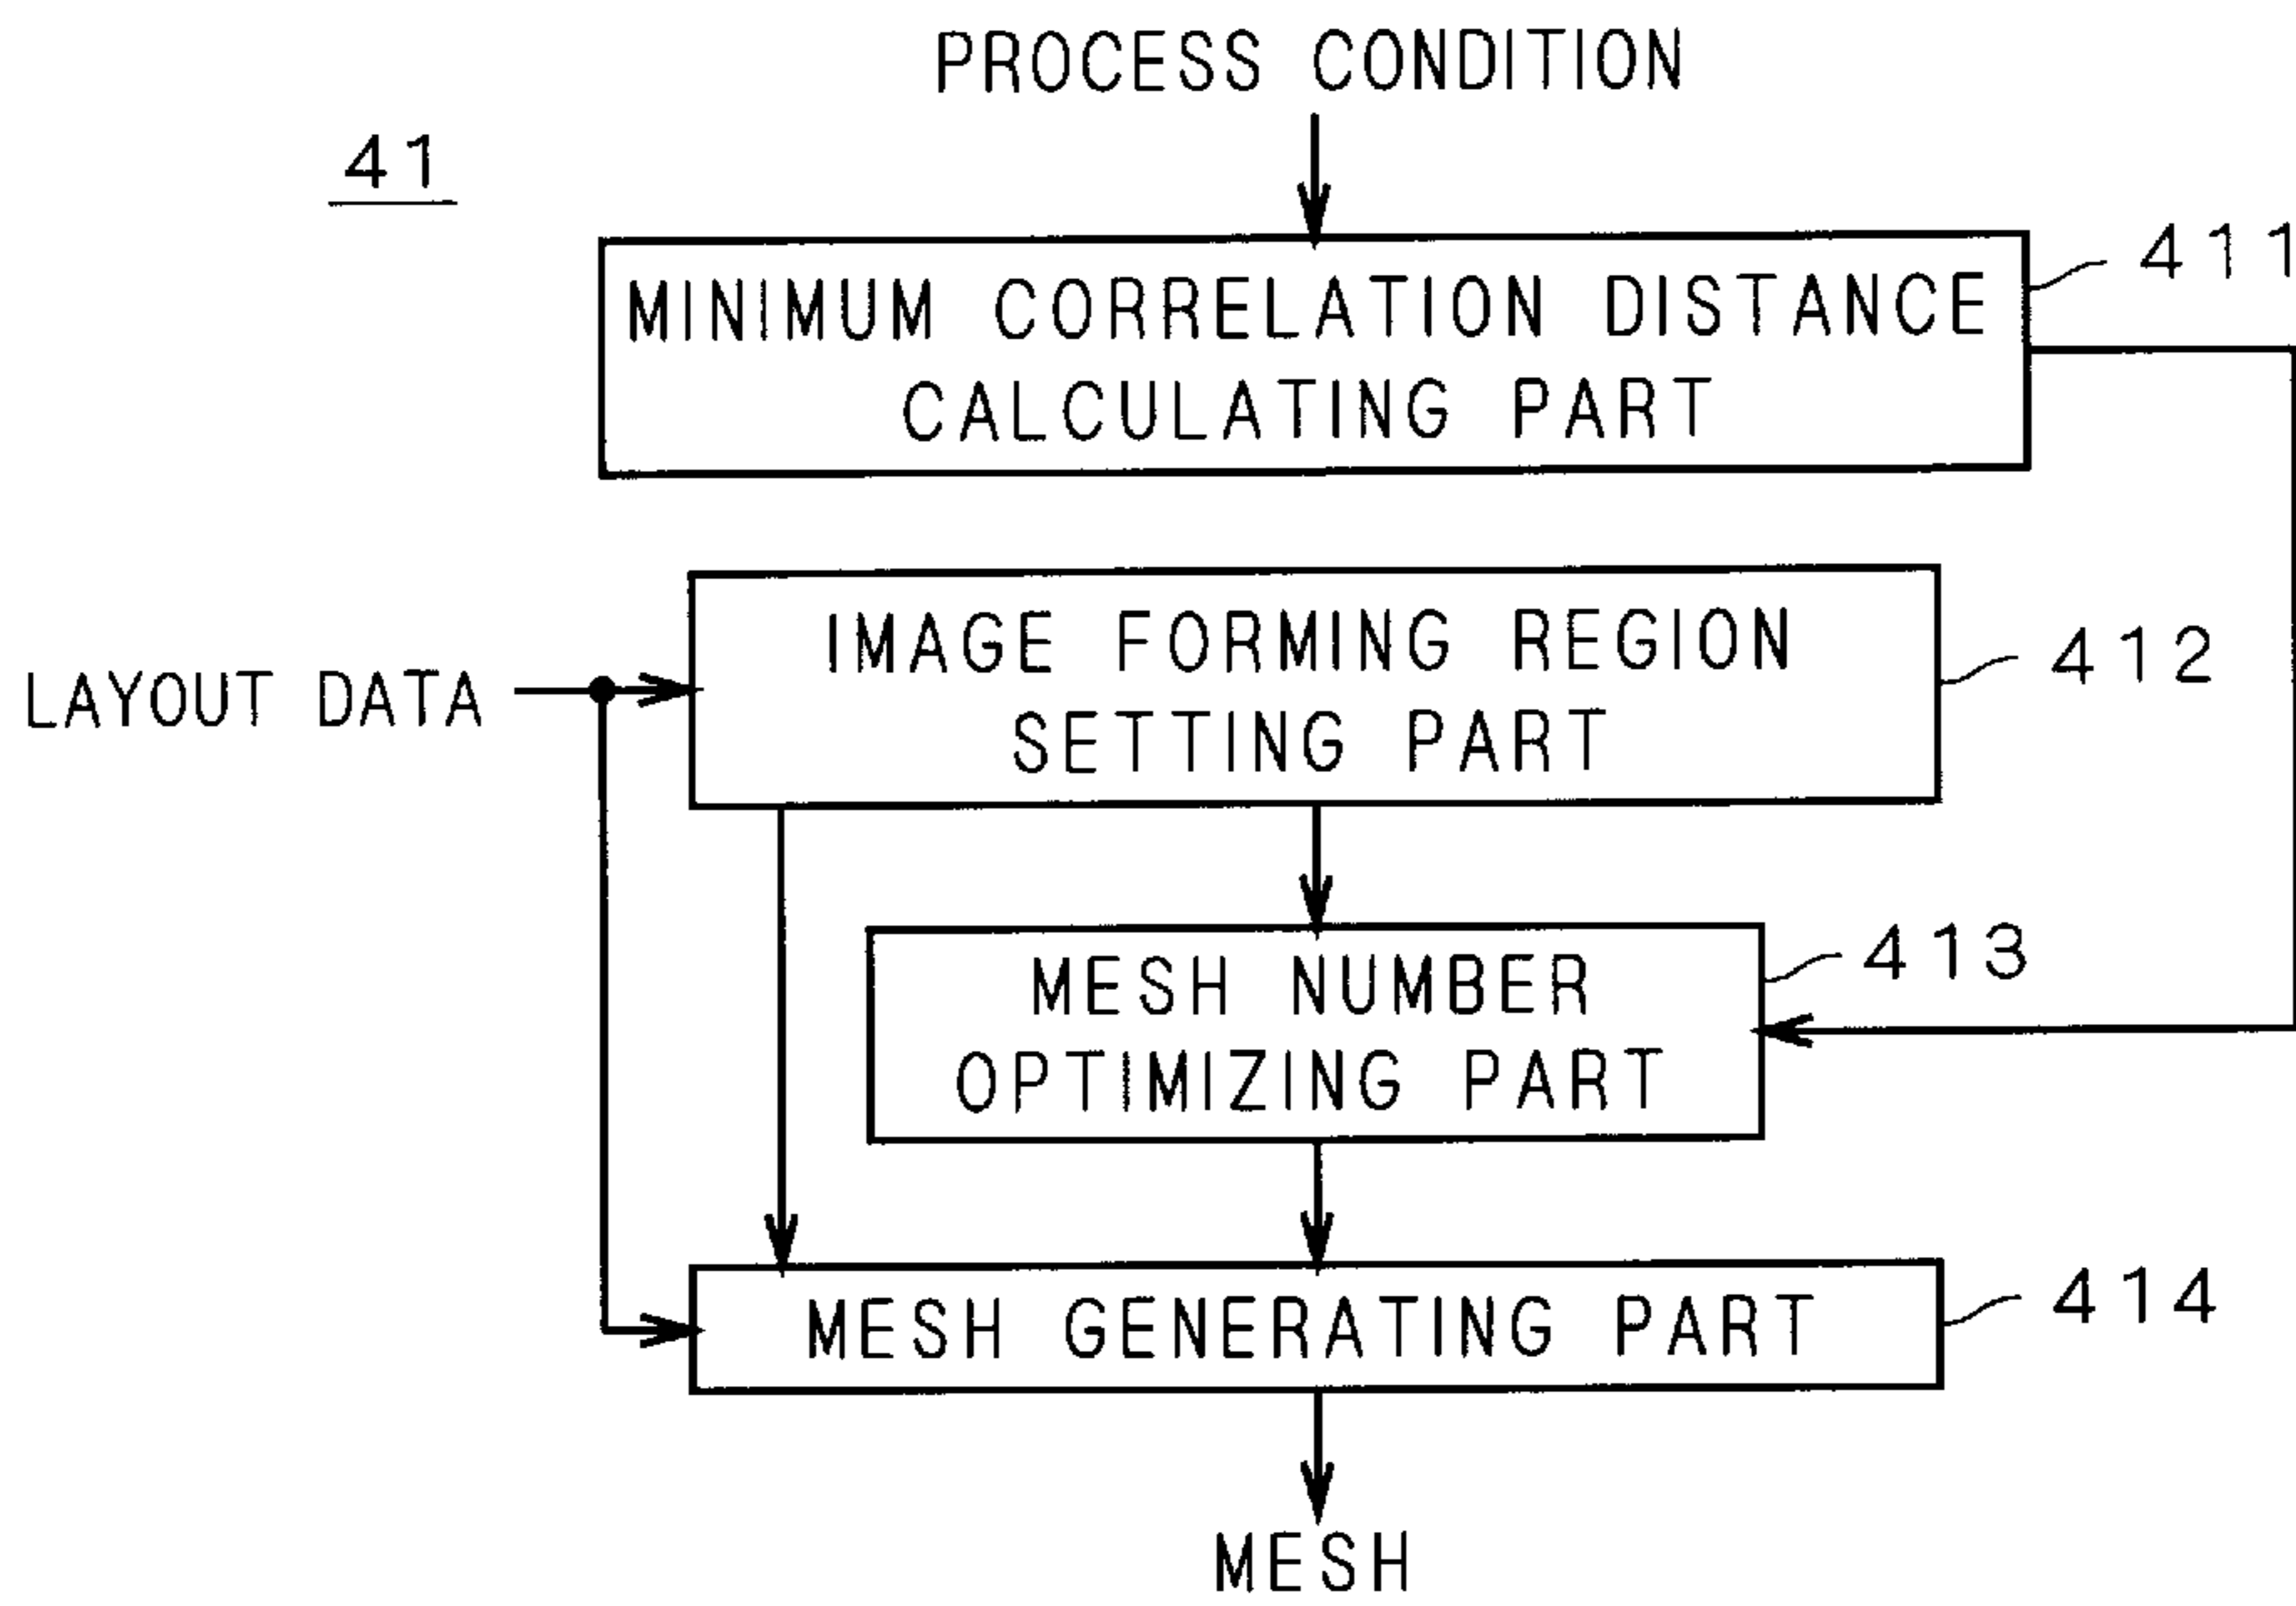 PROCESS CONDITION
41
411
MINIMUM CORRELATION DISTANCE
CALCULATING PART
IMAGE FORMING REGION
412
LAYOUT DATA
SETTING PART
413
MESH NUMBER
OPTIMIZING PART
414
MESH GENERATING PART
MESH